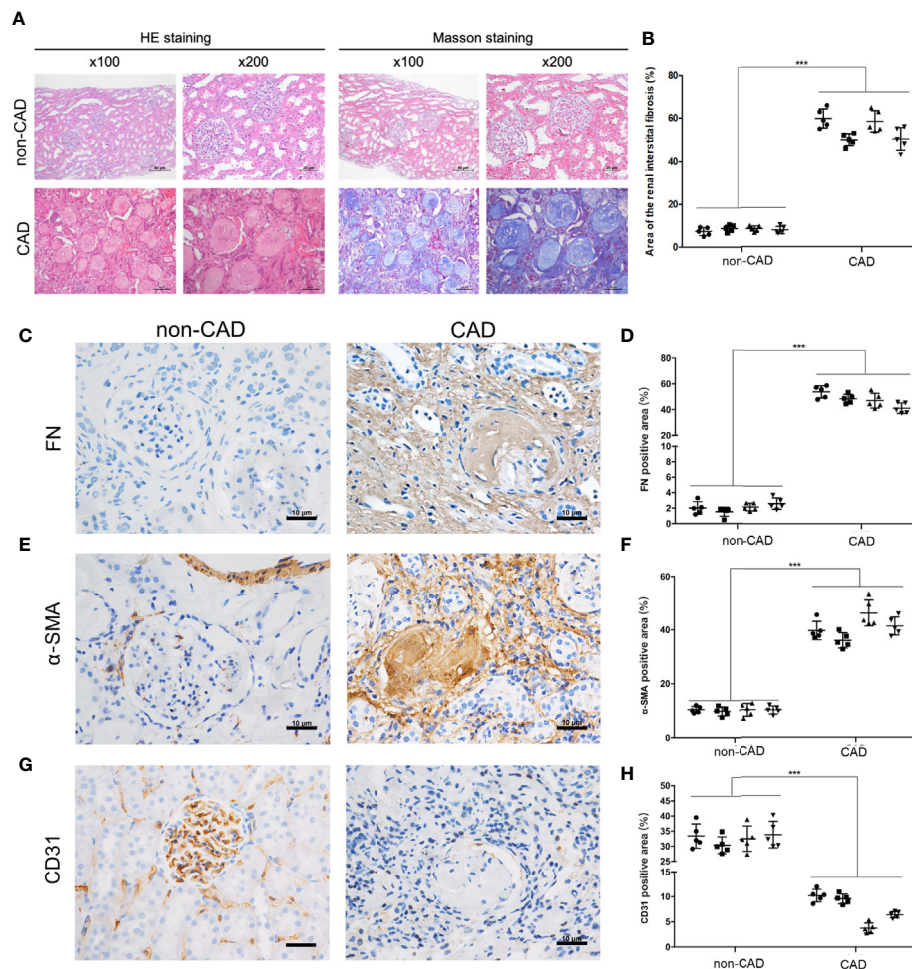 A
HE staining
Masson staining
x100
x200
x100
x200
non-CAD
CAD
B
Area of the renal interstitial fibrosis (%)
80
60
40
20
0
***
non-CAD
CAD
C
non-CAD
CAD
FN
10 μm
10 μm
D
FN positive area (%)
80
60
40
20
6
4
2
0
***
non-CAD
CAD
E
α-SMA
10 μm
10 μm
F
α-SMA positive area (%)
60
40
20
0
***
non-CAD
CAD
G
CD31
10 μm
H
CD31 positive area (%)
50
45
40
35
30
25
15
10
5
0
***
non-CAD
CAD